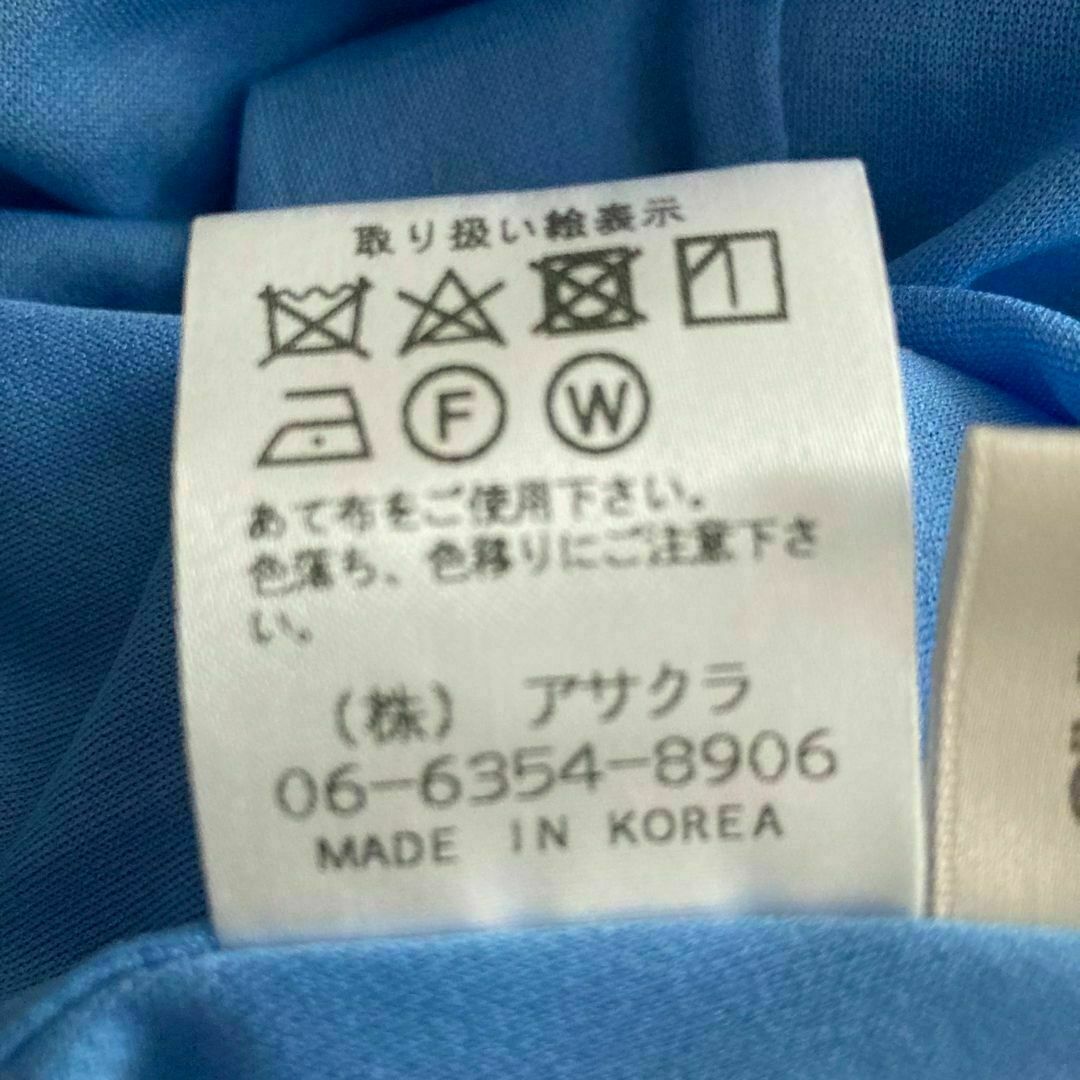 取り扱い絵表示
F W
あて布をご使用下さい。
色落ち、色移りにご注意下さ
い。
(株) アサクラ
06-6354-8906
MADE IN KOREA